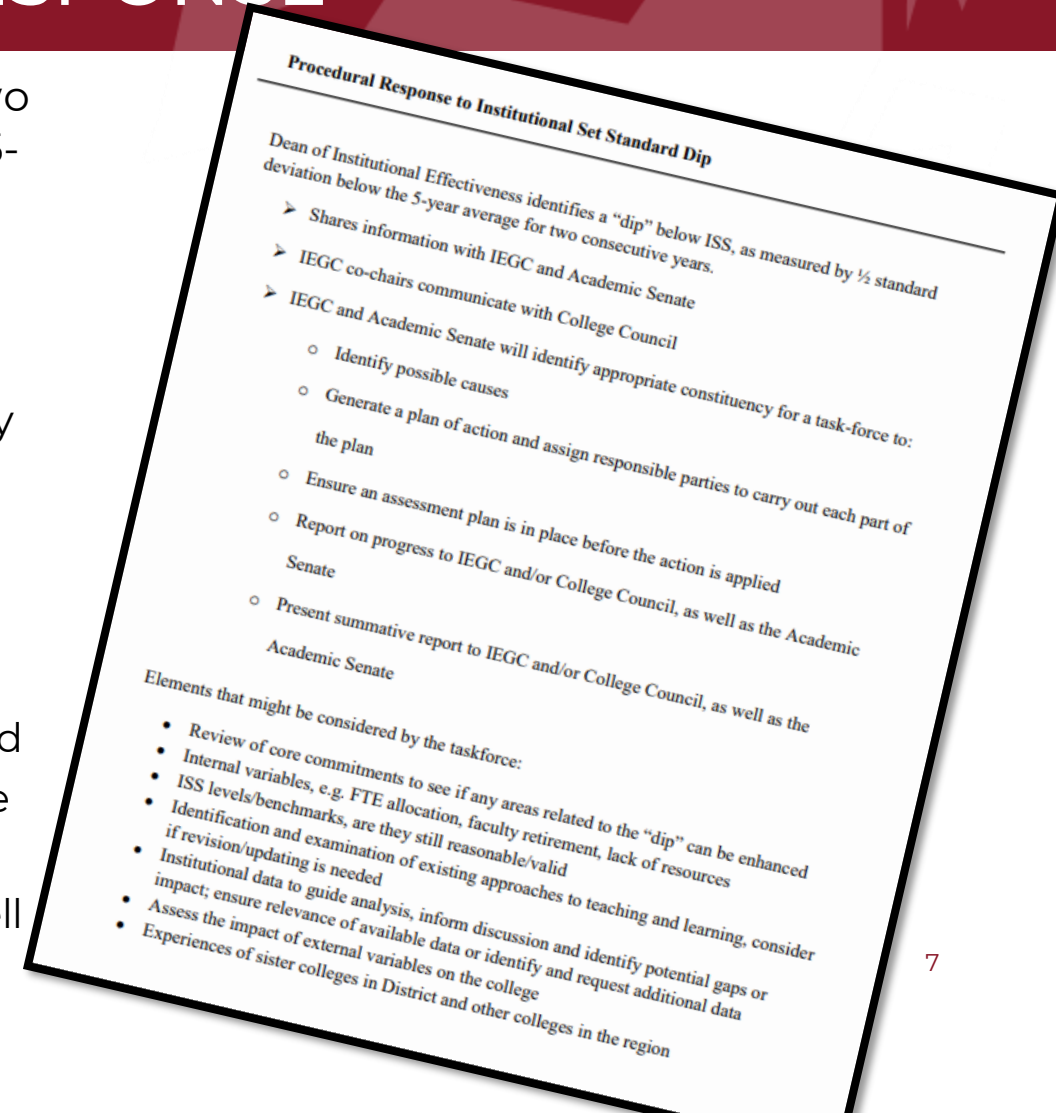 Procedural Response to Institutional Set Standard Dip
Dean of Institutional Effectiveness identifies a “dip” below ISS, as measured by ½ standard
deviation below the 5-year average for two consecutive years.
➢ Shares information with IEGC and Academic Senate
➢ IEGC co-chairs communicate with College Council
➢ IEGC and Academic Senate will identify appropriate constituency for a task-force to:
○ Identify possible causes
○ Generate a plan of action and assign responsible parties to carry out each part of
the plan
○ Ensure an assessment plan is in place before the action is applied
○ Report on progress to IEGC and/or College Council, as well as the Academic
Senate
○ Present summative report to IEGC and/or College Council, as well as the
Academic Senate
Elements that might be considered by the taskforce:
• Review of core commitments to see if any areas related to the “dip” can be enhanced
• Internal variables, e.g. FTE allocation, faculty retirement, lack of resources
• ISS levels/benchmarks, are they still reasonable/valid
• Identification and examination of existing approaches to teaching and learning, consider
if revision/updating is needed
• Institutional data to guide analysis, inform discussion and identify potential gaps or
impact; ensure relevance of available data or identify and request additional data
• Assess the impact of external variables on the college
• Experiences of sister colleges in District and other colleges in the region
7